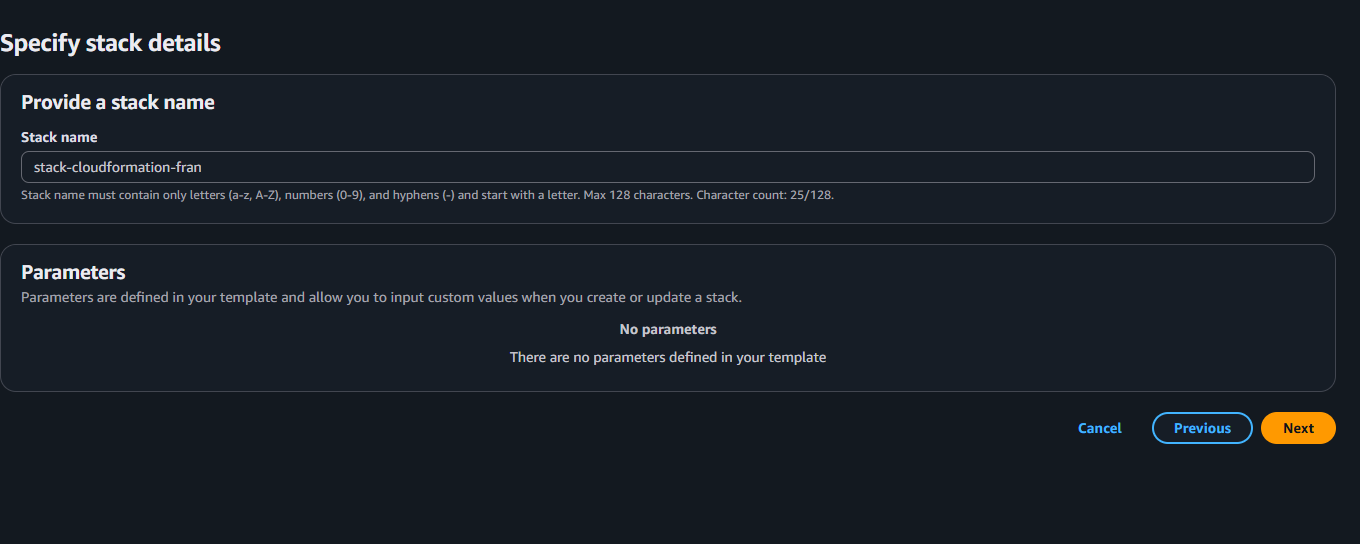 Specify stack details
Provide a stack name
Stack name
stack-cloudformation-fran
Stack name must contain only letters (a-z, A-Z), numbers (0-9), and hyphens (-) and start with a letter. Max 128 characters. Character count: 25/128.
Parameters
Parameters are defined in your template and allow you to input custom values when you create or update a stack.
No parameters
There are no parameters defined in your template
Cancel
Previous
Next